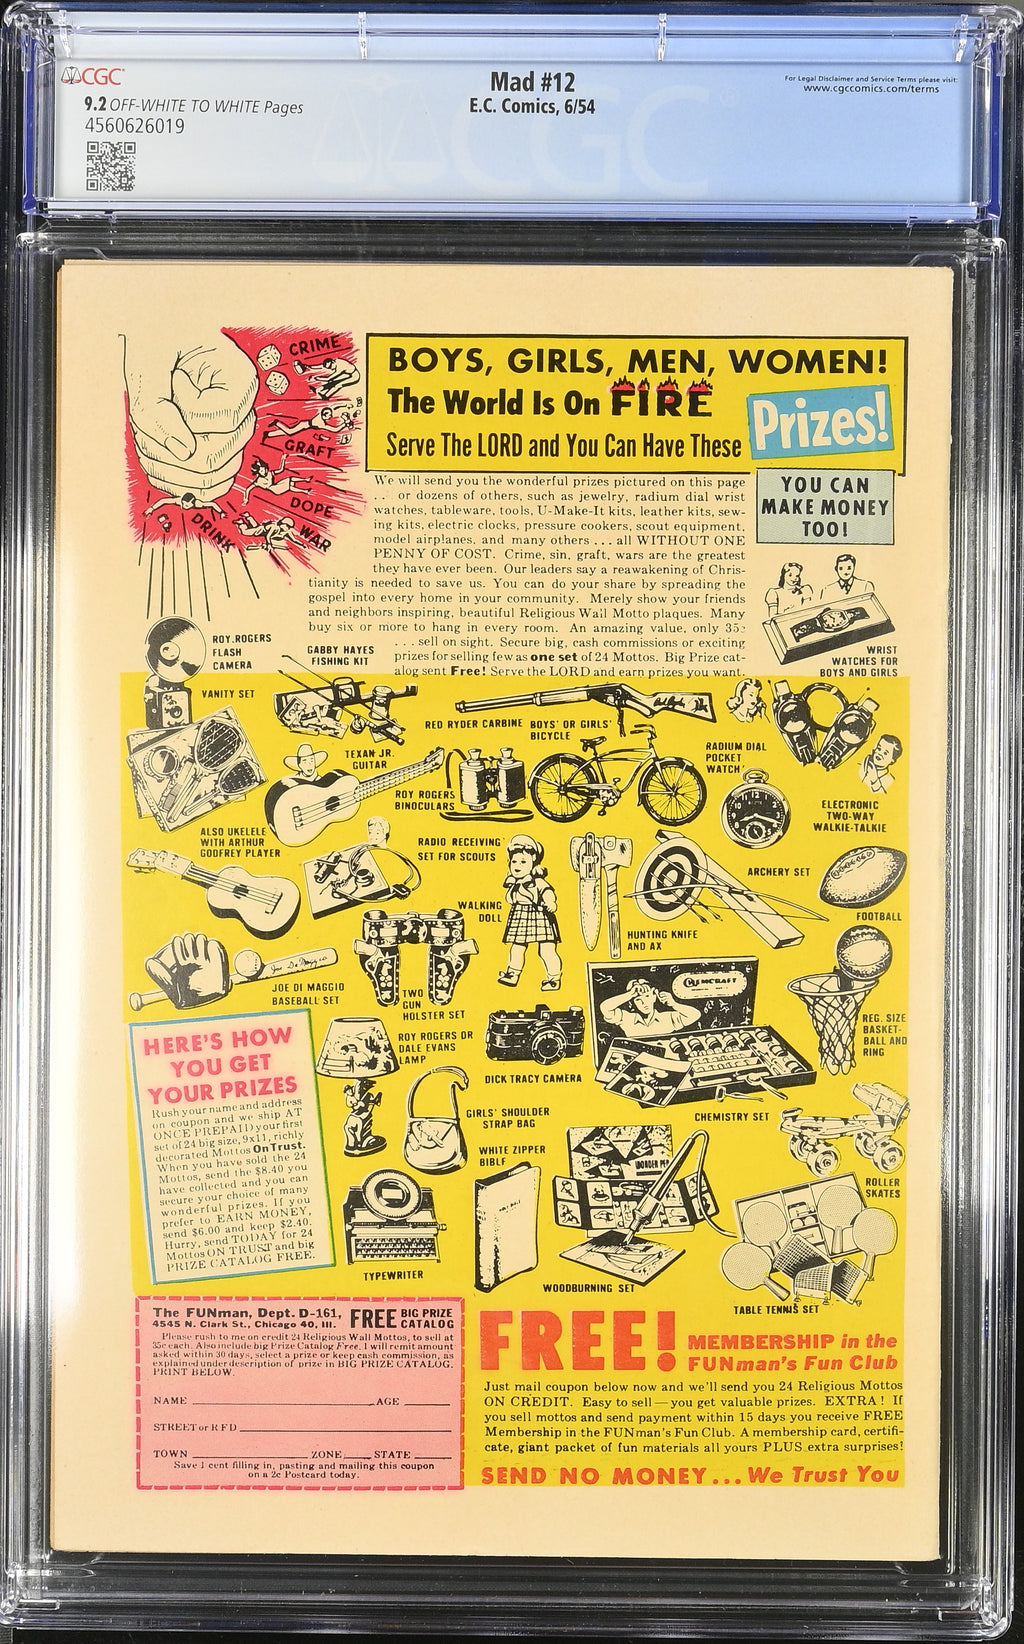 CGC
9.2 OFF-WHITE TO WHITE Pages
4560626019
Mad #12
E.C. Comics, 6/54
For Legal Disclaimer and Service Terms please visit:
www.cgccomics.com/terms
CGC
CRIME
GRAFT
DOPE
WAR
DRINK
BOYS, GIRLS, MEN, WOMEN!
The World Is On FIRE
Serve The LORD and You Can Have These
Prizes!
YOU CAN
MAKE MONEY
TOO!
We will send you the wonderful prizes pictured on this page
... or dozens of others, such as jewelry, radium dial wrist
watches, tableware, tools, U-Make-It kits, leather kits, sew-
ing kits, electric clocks, pressure cookers, scout equipment,
model airplanes, and many others ... all WITHOUT ONE
PENNY OF COST. Crime, sin, graft, wars are the greatest
they have ever been. Our leaders say a reawakening of Chris-
tianity is needed to save us. You can do your share by spreading the
gospel into every home in your community. Merely show your friends
and neighbors inspiring, beautiful Religious Wall Motto plaques. Many
buy six or more to hang in every room. An amazing value, only 35c
... sell on sight. Secure big, cash commissions or exciting
prizes for selling few as one set of 24 Mottos. Big Prize cat-
alog sent Free! Serve the LORD and earn prizes you want.
WRIST
WATCHES FOR
BOYS AND GIRLS
ROY ROGERS
FLASH
CAMERA
GABBY HAYES
FISHING KIT
VANITY SET
RED RYDER CARBINE
BOYS' OR GIRLS'
BICYCLE
TEXAN JR.
GUITAR
ROY ROGERS
BINOCULARS
RADIUM DIAL
POCKET
WATCH
ELECTRONIC
TWO-WAY
WALKIE-TALKIE
ALSO UKELELE
WITH ARTHUR
GODFREY PLAYER
RADIO RECEIVING
SET FOR SCOUTS
WALKING
DOLL
HUNTING KNIFE
AND AX
ARCHERY SET
FOOTBALL
Joe Di Maggio
JOE DI MAGGIO
BASEBALL SET
TWO
GUN
HOLSTER SET
CHEMCRAFT
REG. SIZE
BASKET-
BALL AND
RING
ROY ROGERS OR
DALE EVANS
LAMP
DICK TRACY CAMERA
CHEMISTRY SET
GIRLS' SHOULDER
STRAP BAG
WHITE ZIPPER
BIBLE
ROLLER
SKATES
TYPEWRITER
WOODBURNING SET
TABLE TENNIS SET
HERE'S HOW
YOU GET
YOUR PRIZES
Rush your name and address
on coupon and we ship AT
ONCE PREPAID your first
set of 24 big size, 9x11, richly
decorated Mottos On Trust.
When you have sold the 24
Mottos, send the $8.40 you
have collected and you can
secure your choice of many
wonderful prizes. If you
prefer to EARN MONEY,
send $6.00 and keep $2.40.
Hurry, send TODAY for 24
Mottos ON TRUST and big
PRIZE CATALOG FREE.
The FUNman, Dept. D-161,
4545 N. Clark St., Chicago 40, Ill.
FREE BIG PRIZE
CATALOG
Please rush to me on credit 24 Religious Wall Mottos, to sell at
35c each. Also include big Prize Catalog Free. I will remit amount
asked within 30 days, select a prize or keep cash commission, as
explained under description of prize in BIG PRIZE CATALOG.
PRINT BELOW.
NAME AGE
STREET or RFD
TOWN ZONE STATE
Save 1 cent filling in, pasting and mailing this coupon
on a 2c Postcard today.
FREE! MEMBERSHIP in the
FUNman's Fun Club
Just mail coupon below now and we'll send you 24 Religious Mottos
ON CREDIT. Easy to sell — you get valuable prizes. EXTRA! If
you sell mottos and send payment within 15 days you receive FREE
Membership in the FUNman's Fun Club. A membership card, certifi-
cate, giant packet of fun materials all yours PLUS extra surprises!
SEND NO MONEY... We Trust You